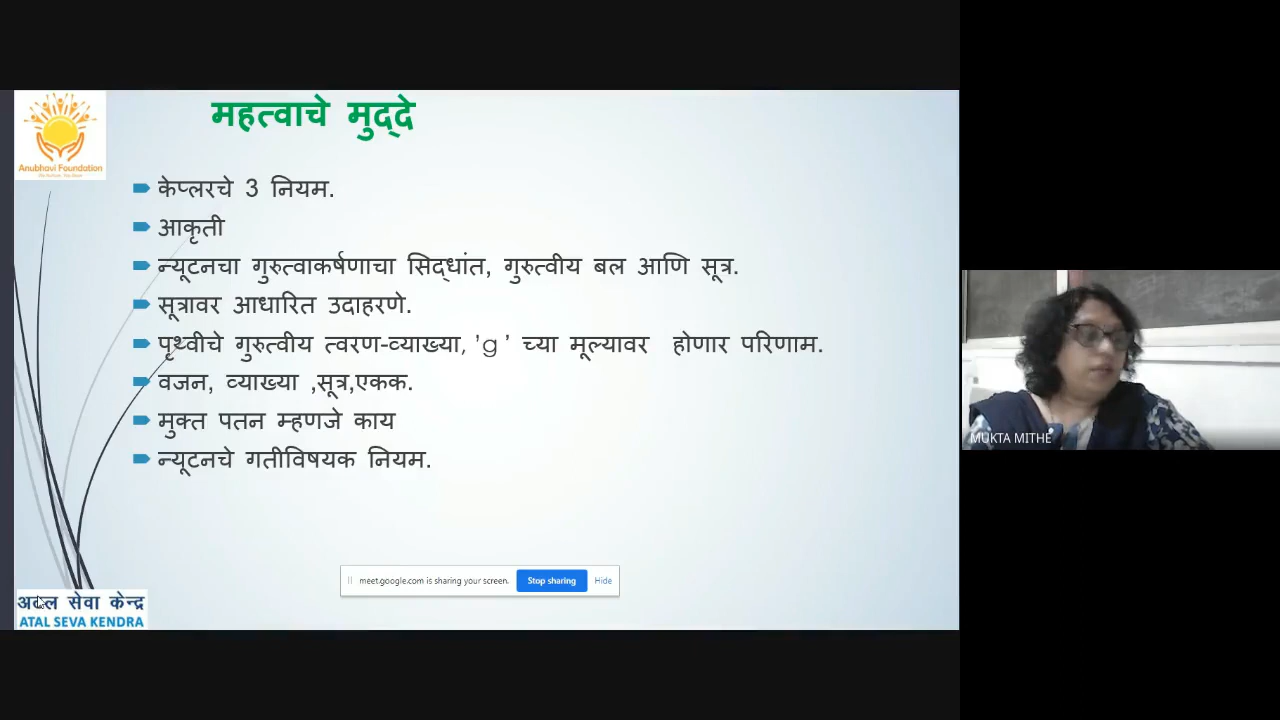 महत्वाचे मुद्‌दे
Anubhavi Foundation
केप्लरचे 3 नियम.
आकृती
न्यूटनचा गुरुत्वाकर्षणाचा सिद्‌धांत, गुरुत्वीय बल आणि सूत्र.
सूत्रावर आधारित उदाहरणे.
पृथ्वीचे गुरुत्वीय त्वरण-व्याख्या, 'g ' च्या मूल्यावर होणार परिणाम.
वजन, व्याख्या ,सूत्र,एकक.
मुक्त पतन म्हणजे काय
न्यूटनचे गतीविषयक नियम.
MUKTA MITHE
meet.google.com is sharing your screen. Stop sharing Hide
अटल सेवा केन्द्र
ATAL SEVA KENDRA